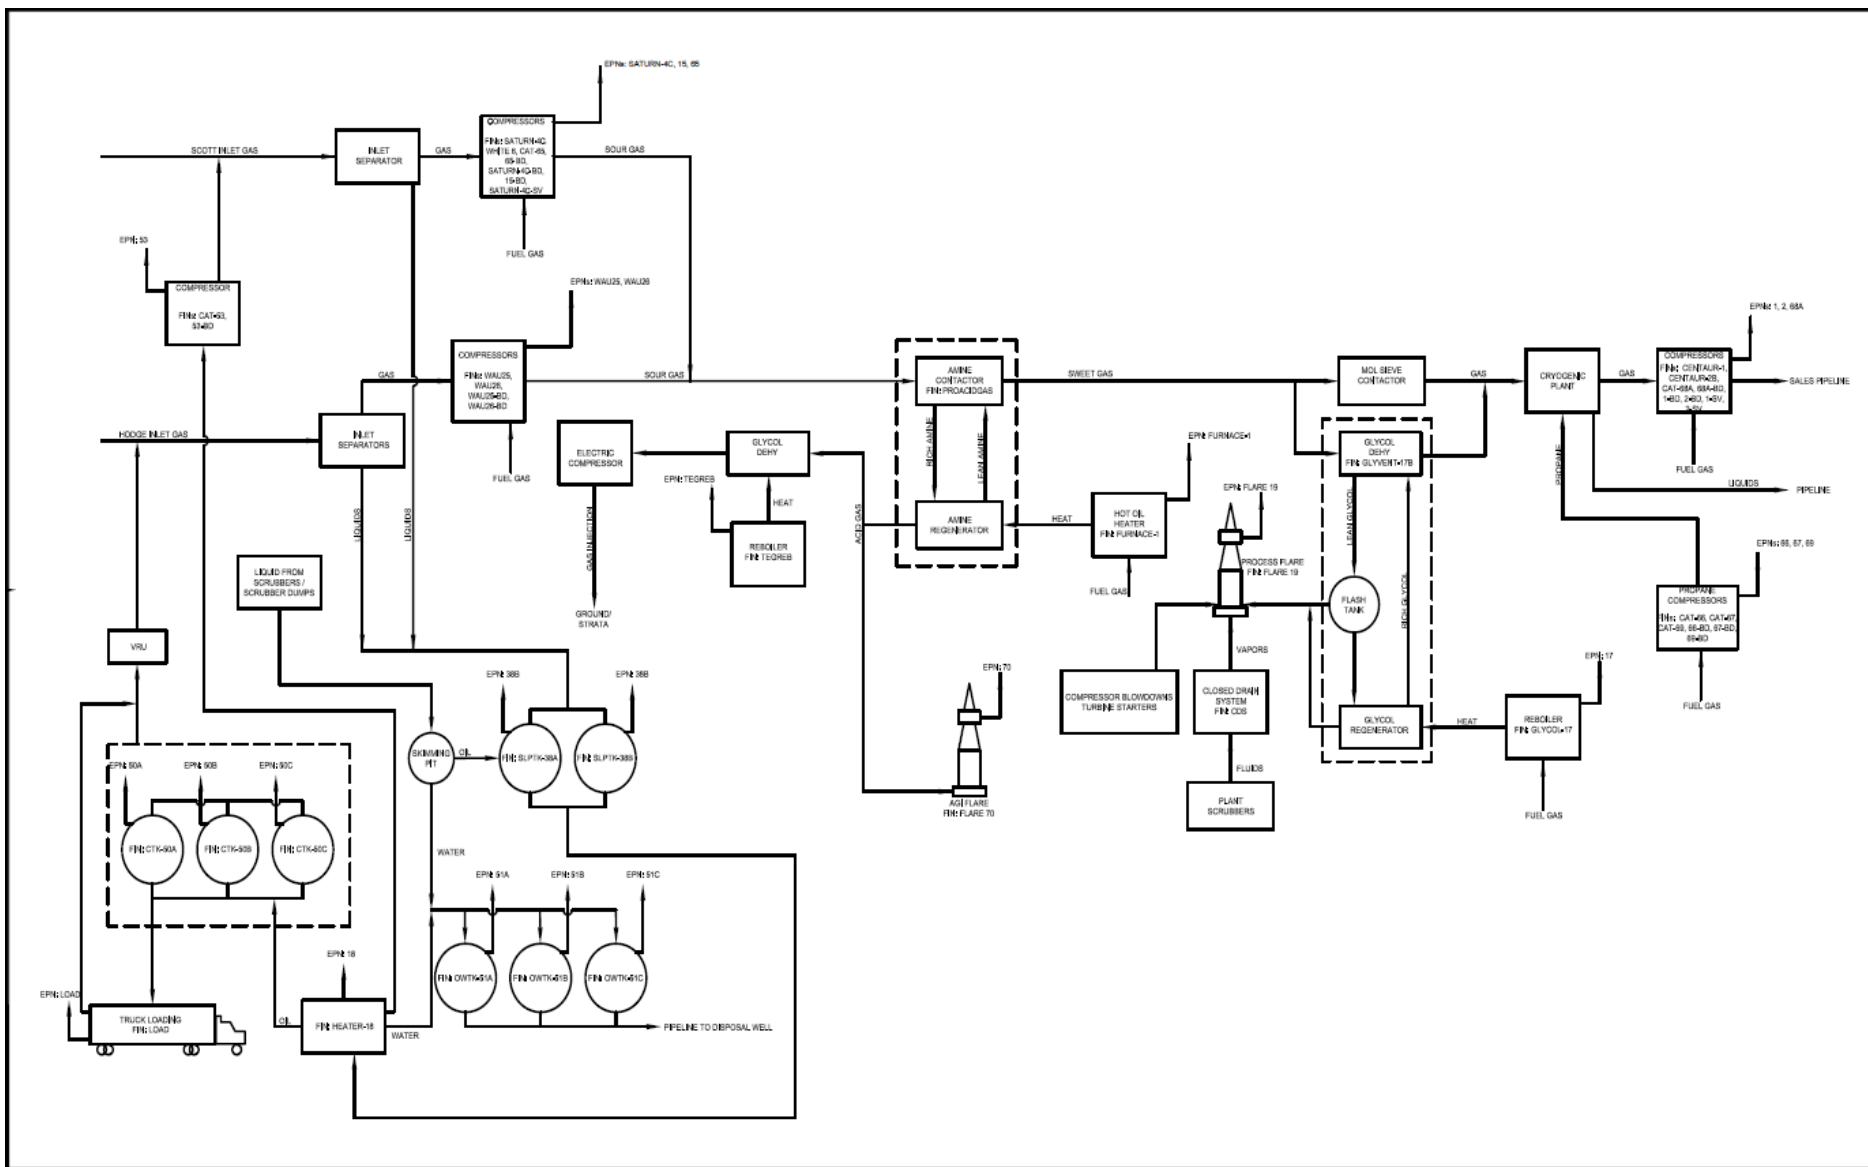 EPNs: SATURN-4C, 15, 65
SCOTT INLET GAS
INLET
SEPARATOR
GAS
COMPRESSORS
FINs: SATURN-4C,
WHITE 6, CAT-65,
65-BD,
SATURN-4C-BD,
15-BD,
SATURN-4C-SV
SOUR GAS
FUEL GAS
EPN: 53
COMPRESSOR
FINs: CAT-53,
53-BD
EPNs: WAU25, WAU26
GAS
COMPRESSORS
FINs: WAU25,
WAU26,
WAU25-BD,
WAU26-BD
SOUR GAS
FUEL GAS
HODGE INLET GAS
INLET
SEPARATORS
LIQUIDS
LIQUIDS
AMINE
CONTACTOR
FIN: PROACIDGAS
SWEET GAS
RICH AMINE
LEAN AMINE
AMINE
REGENERATOR
MOL SIEVE
CONTACTOR
GAS
CRYOGENIC
PLANT
GAS
EPNs: 1, 2, 68A
COMPRESSORS
FINs: CENTAUR-1,
CENTAUR-2B,
CAT-68A, 68A-BD,
1-BD, 2-BD, 1-SV,
2-SV
SALES PIPELINE
FUEL GAS
LIQUIDS
PIPELINE
PROPANE
ELECTRIC
COMPRESSOR
GLYCOL
DEHY
HEAT
EPN: TEGREB
REBOILER
FIN: TEGREB
GAS INJECTION
GROUND/
STRATA
ACID GAS
HEAT
EPN: FURNACE-1
HOT OIL
HEATER
FIN: FURNACE-1
FUEL GAS
EPN: FLARE 19
PROCESS FLARE
FIN: FLARE 19
GLYCOL
DEHY
FIN: GLYVENT-17B
LEAN GLYCOL
RICH GLYCOL
FLASH
TANK
GLYCOL
REGENERATOR
HEAT
EPN: 17
REBOILER
FIN: GLYCOL-17
FUEL GAS
EPNs: 66, 67, 69
PROPANE
COMPRESSORS
FINs: CAT-66, CAT-67,
CAT-69, 66-BD, 67-BD,
69-BD
FUEL GAS
VAPORS
COMPRESSOR BLOWDOWNS
TURBINE STARTERS
CLOSED DRAIN
SYSTEM
FIN: CDS
FLUIDS
PLANT
SCRUBBERS
EPN: 70
AGI FLARE
FIN: FLARE 70
LIQUID FROM
SCRUBBERS /
SCRUBBER DUMPS
VRU
EPN: 38B
EPN: 38B
SKIMMING
PIT
OIL
FIN: SLPTK-38A
FIN: SLPTK-38B
WATER
EPN: 50A
EPN: 50B
EPN: 50C
FIN: CTK-50A
FIN: CTK-50B
FIN: CTK-50C
EPN: 51A
EPN: 51B
EPN: 51C
FIN: OWTK-51A
FIN: OWTK-51B
FIN: OWTK-51C
PIPELINE TO DISPOSAL WELL
EPN: LOAD
TRUCK LOADING
FIN: LOAD
OIL
EPN: 18
FIN: HEATER-18
WATER